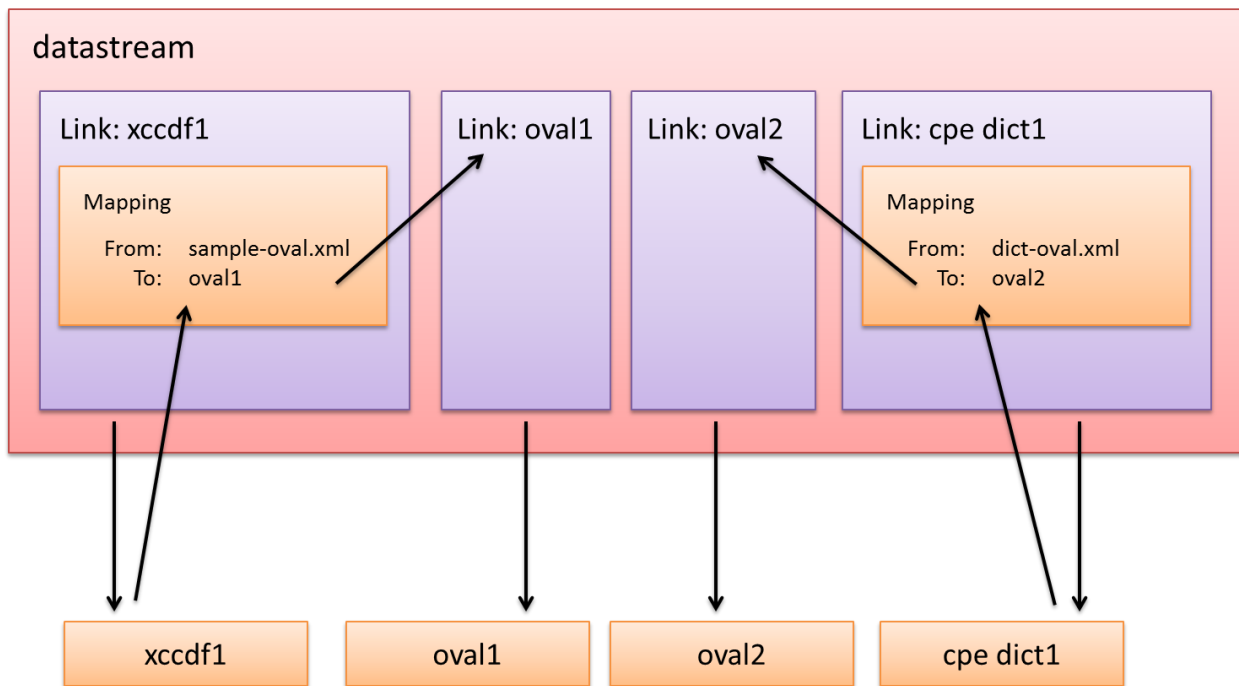 datastream
Link: xccdf1
Mapping
From: sample-oval.xml
To: oval1
Link: oval1
Link: oval2
Link: cpe dict1
Mapping
From: dict-oval.xml
To: oval2
xccdf1
oval1
oval2
cpe dict1